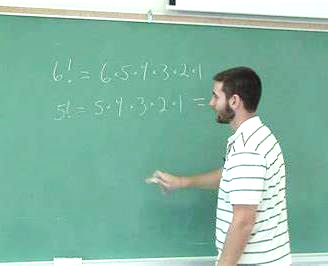 6! = 6·5·4·3·2·1
5! = 5·4·3·2·1 =